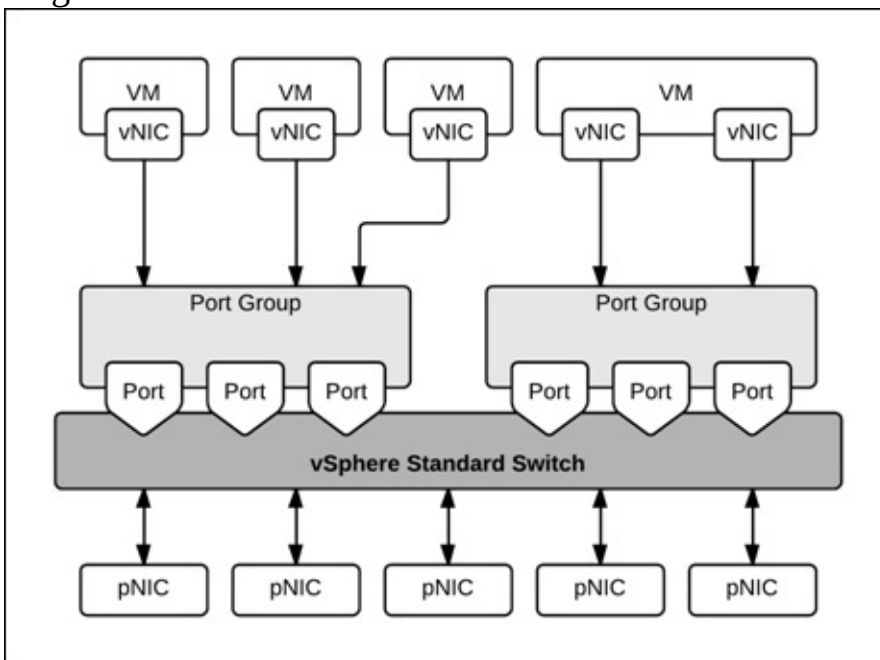 VM VM VM VM
vNIC vNIC vNIC vNIC vNIC
Port Group Port Group
Port Port Port Port Port Port
vSphere Standard Switch
pNIC pNIC pNIC pNIC pNIC